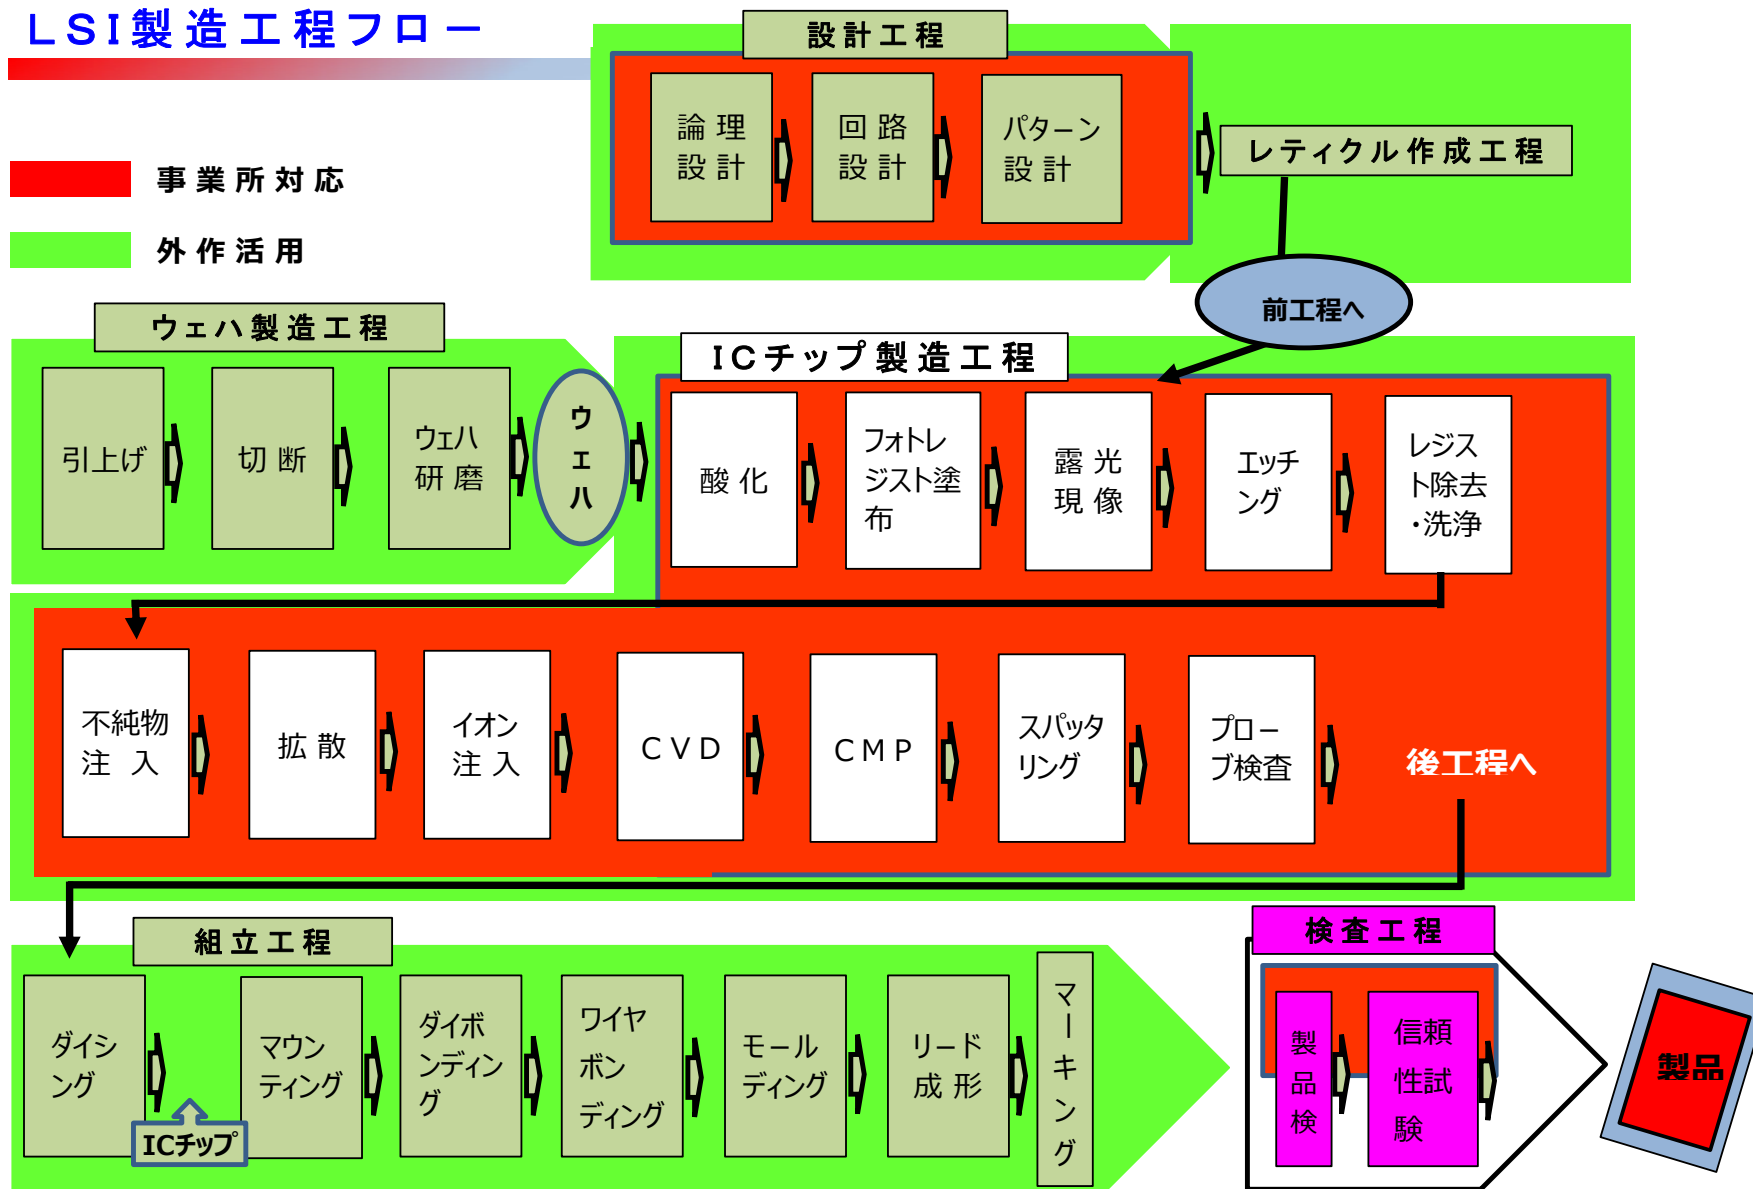 LSI製造工程フロー
設計工程
論理
設計
回路
設計
パターン
設計
レティクル作成工程
事業所対応
外作活用
前工程へ
ウェハ製造工程
引上げ
切断
ウェハ
研磨
ウェハ
ICチップ製造工程
酸化
フォトレ
ジスト塗
布
露光
現像
エッチ
ング
レジス
ト除去
・洗浄
不純物
注入
拡散
イオン
注入
CVD
CMP
スパッタ
リング
プロー
ブ検査
後工程へ
組立工程
ダイシ
ング
ICチップ
マウン
ティング
ダイボ
ンディン
グ
ワイヤ
ボン
ディング
モール
ディング
リード
成形
マーキング
検査工程
製品検
信頼
性試
験
製品